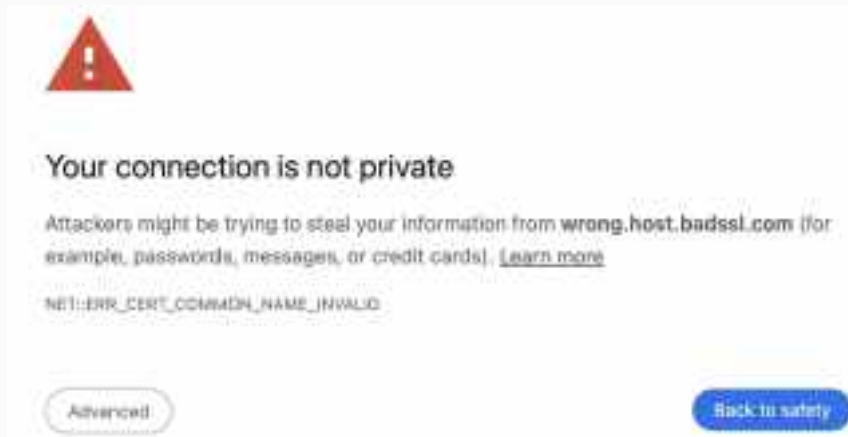 Your connection is not private
Attackers might be trying to steal your information from wrong.host.badssl.com (for
example, passwords, messages, or credit cards). Learn more
NET::ERR_CERT_COMMON_NAME_INVALID
Advanced
Back to safety